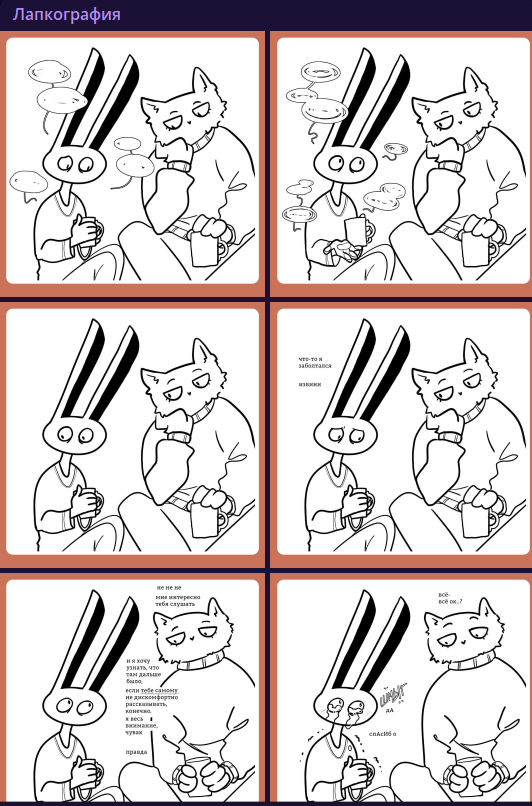 Лапкография
что-то я
заболтался
извини
не не не
мне интересно
тебя слушать
и я хочу
узнать, что
там дальше
было,
если тебе самому
не дискомфортно
рассказывать,
конечно.
я весь
внимание,
чувак
правда
всё-
всё ок..?
шмыг
да
спАсИб о